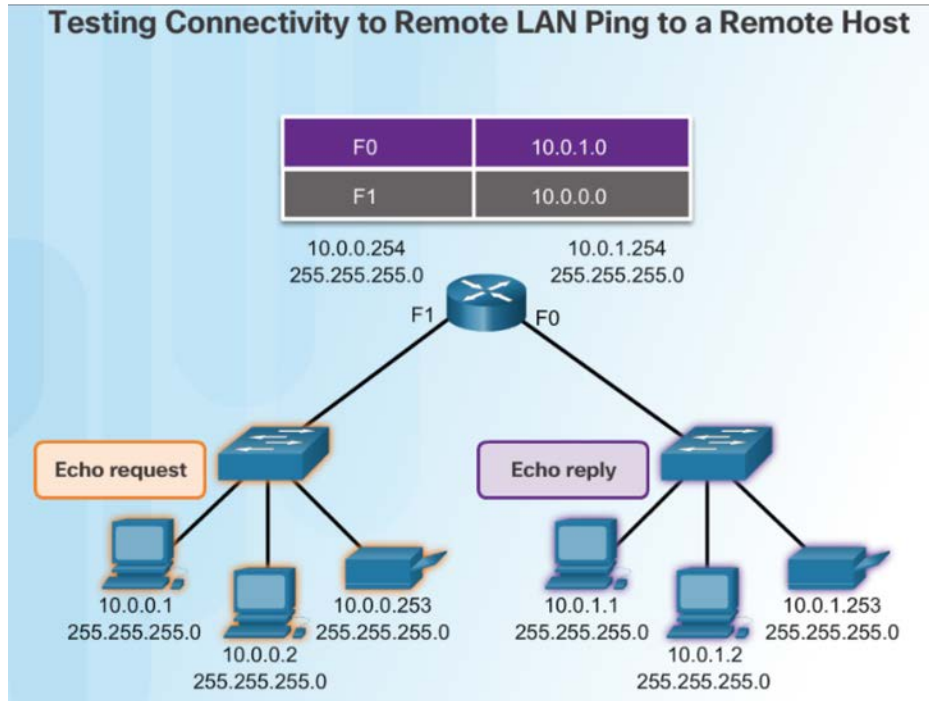 Testing Connectivity to Remote LAN Ping to a Remote Host
F0 10.0.1.0
F1 10.0.0.0
10.0.0.254
255.255.255.0
10.0.1.254
255.255.255.0
F1
F0
Echo request
Echo reply
10.0.0.1
255.255.255.0
10.0.0.2
255.255.255.0
10.0.0.253
255.255.255.0
10.0.1.1
255.255.255.0
10.0.1.2
255.255.255.0
10.0.1.253
255.255.255.0